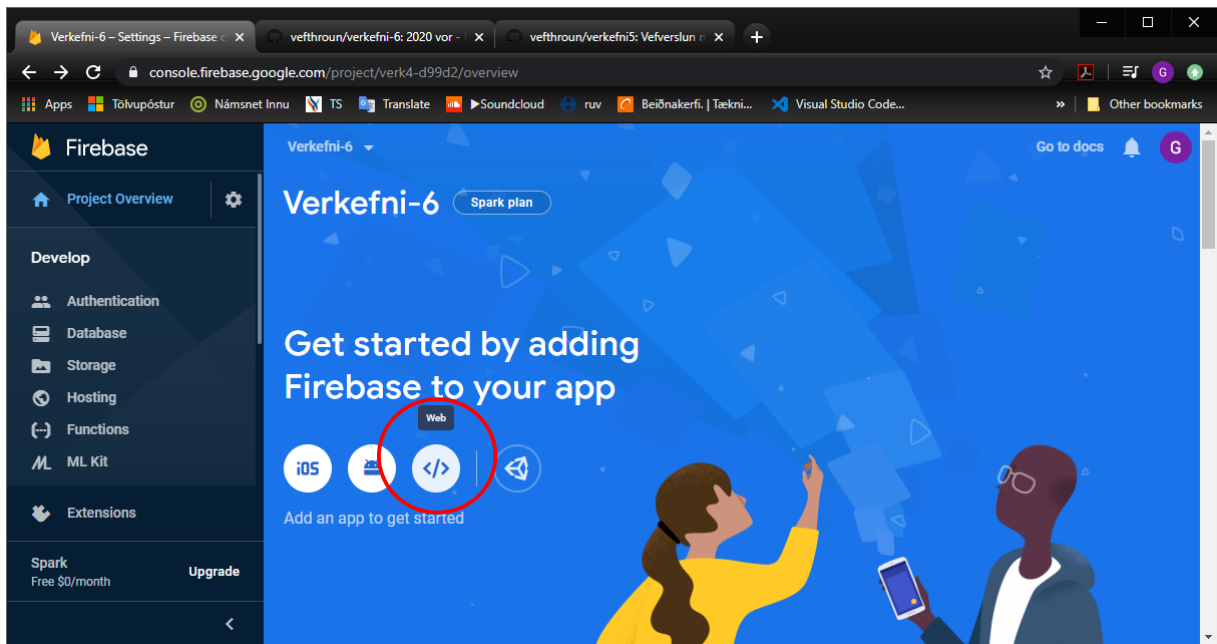 Verkefni-6 – Settings – Firebase c
vefthroun/verkefni-6: 2020 vor -
vefthroun/verkefni5: Vefverslun n
console.firebase.google.com/project/verk4-d99d2/overview
G
Apps
Tölvupóstur
Námsnet Innu
TS
Translate
▶Soundcloud
ruv
Beiðnakerfi. | Tækni...
Visual Studio Code...
»
Other bookmarks
Firebase
Verkefni-6
Go to docs
G
Project Overview
Verkefni-6
Spark plan
Develop
Authentication
Database
Storage
Hosting
Functions
ML Kit
Extensions
Get started by adding
Firebase to your app
Web
iOS
</>
Add an app to get started
Spark
Free $0/month
Upgrade